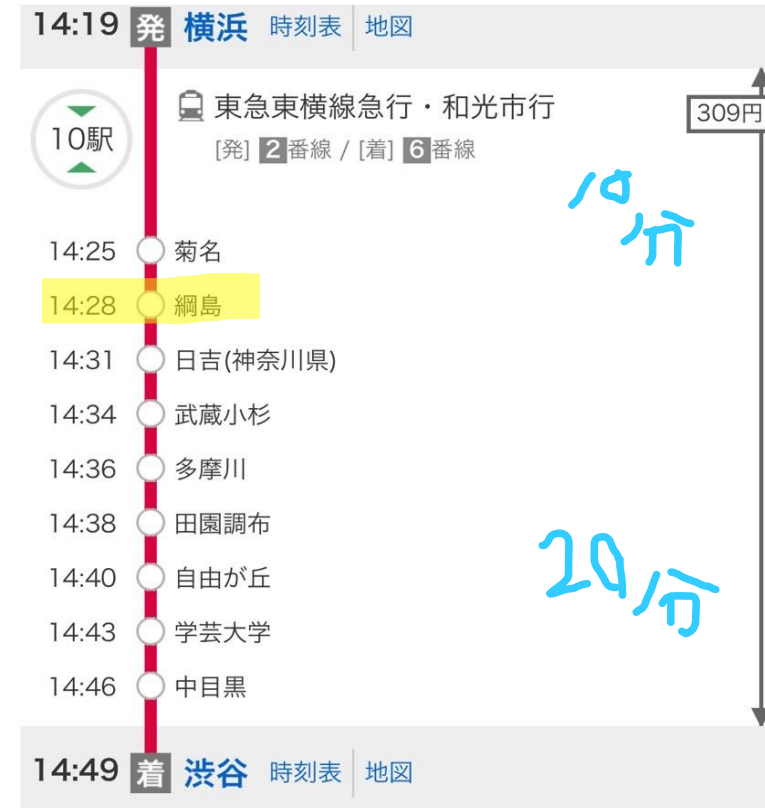 14:19 発 横浜 時刻表 地図
10駅
東急東横線急行・和光市行
309円
[発] 2番線 / [着] 6番線
10分
14:25 菊名
14:28 綱島
14:31 日吉(神奈川県)
14:34 武蔵小杉
14:36 多摩川
14:38 田園調布
14:40 自由が丘
20分
14:43 学芸大学
14:46 中目黒
14:49 着 渋谷 時刻表 地図